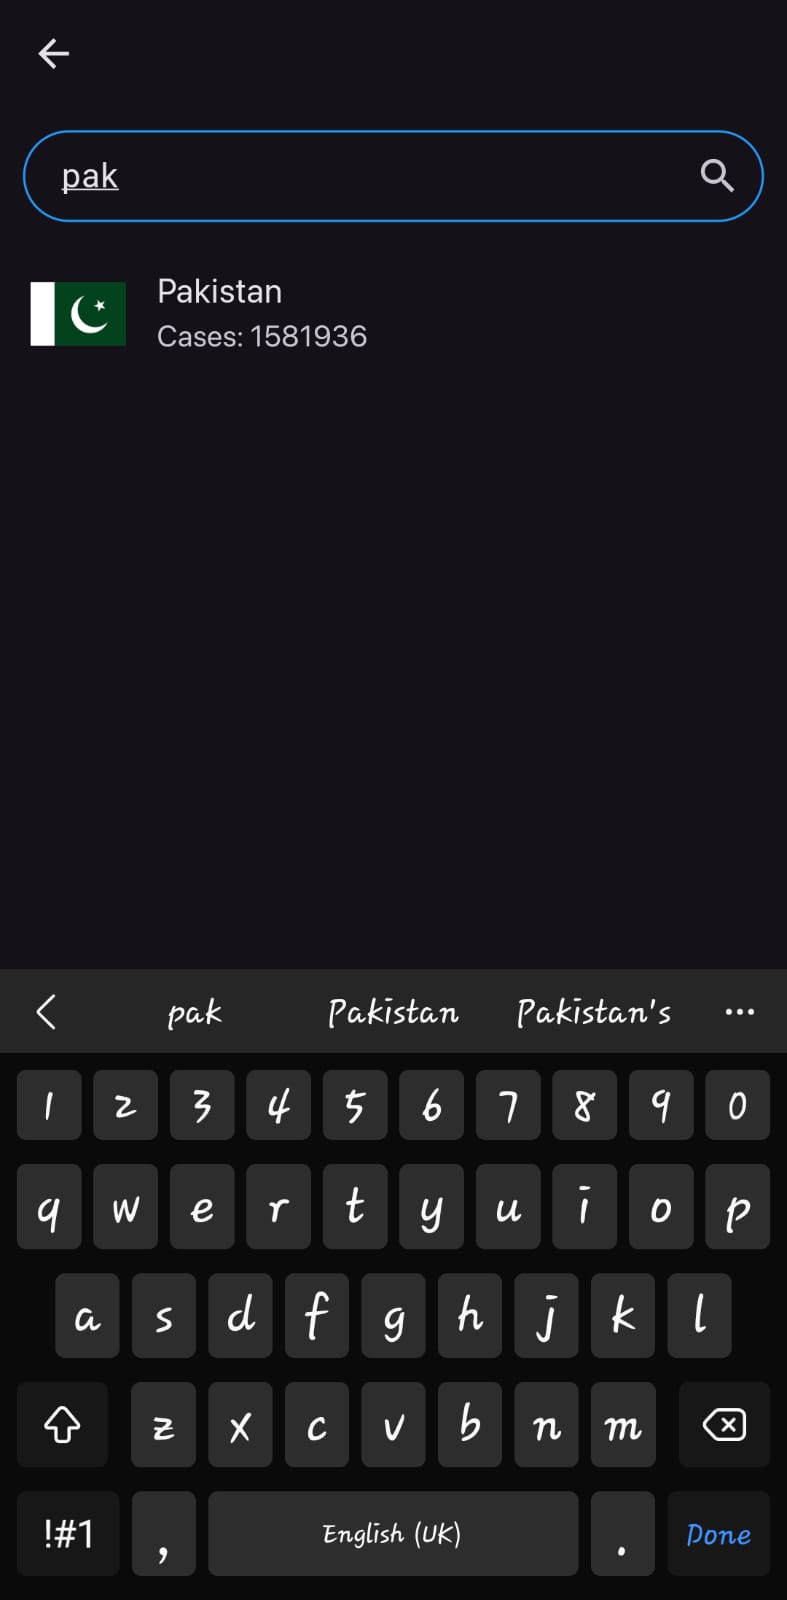 pak
Pakistan
Cases: 1581936
pak Pakistan Pakistan's
1 2 3 4 5 6 7 8 9 0
q w e r t y u i o p
a s d f g h j k l
z x c v b n m
!#1 , English (UK) . Done